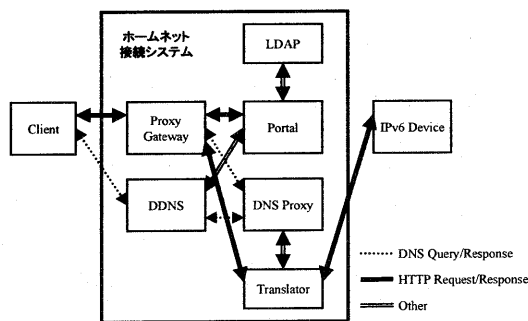 ホームネット
接続システム
LDAP
Client
Proxy
Gateway
Portal
IPv6 Device
DDNS
DNS Proxy
Translator
DNS Query/Response
HTTP Request/Response
Other